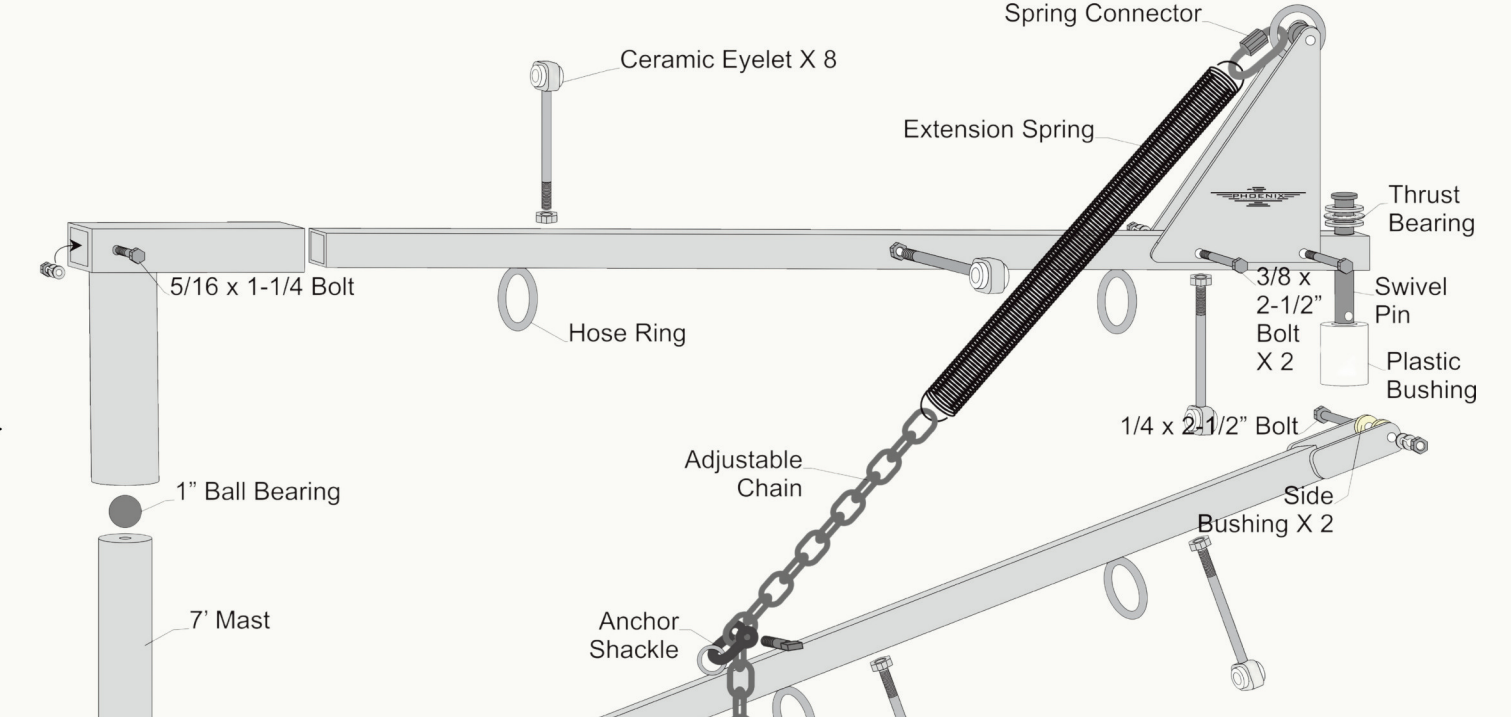 Spring Connector
Ceramic Eyelet X 8
Extension Spring
PHOENIX
Thrust
Bearing
5/16 x 1-1/4 Bolt
3/8 x
2-1/2”
Bolt
X 2
Swivel
Pin
Hose Ring
Plastic
Bushing
1/4 x 2-1/2” Bolt
Adjustable
Chain
1” Ball Bearing
Side
Bushing X 2
7’ Mast
Anchor
Shackle